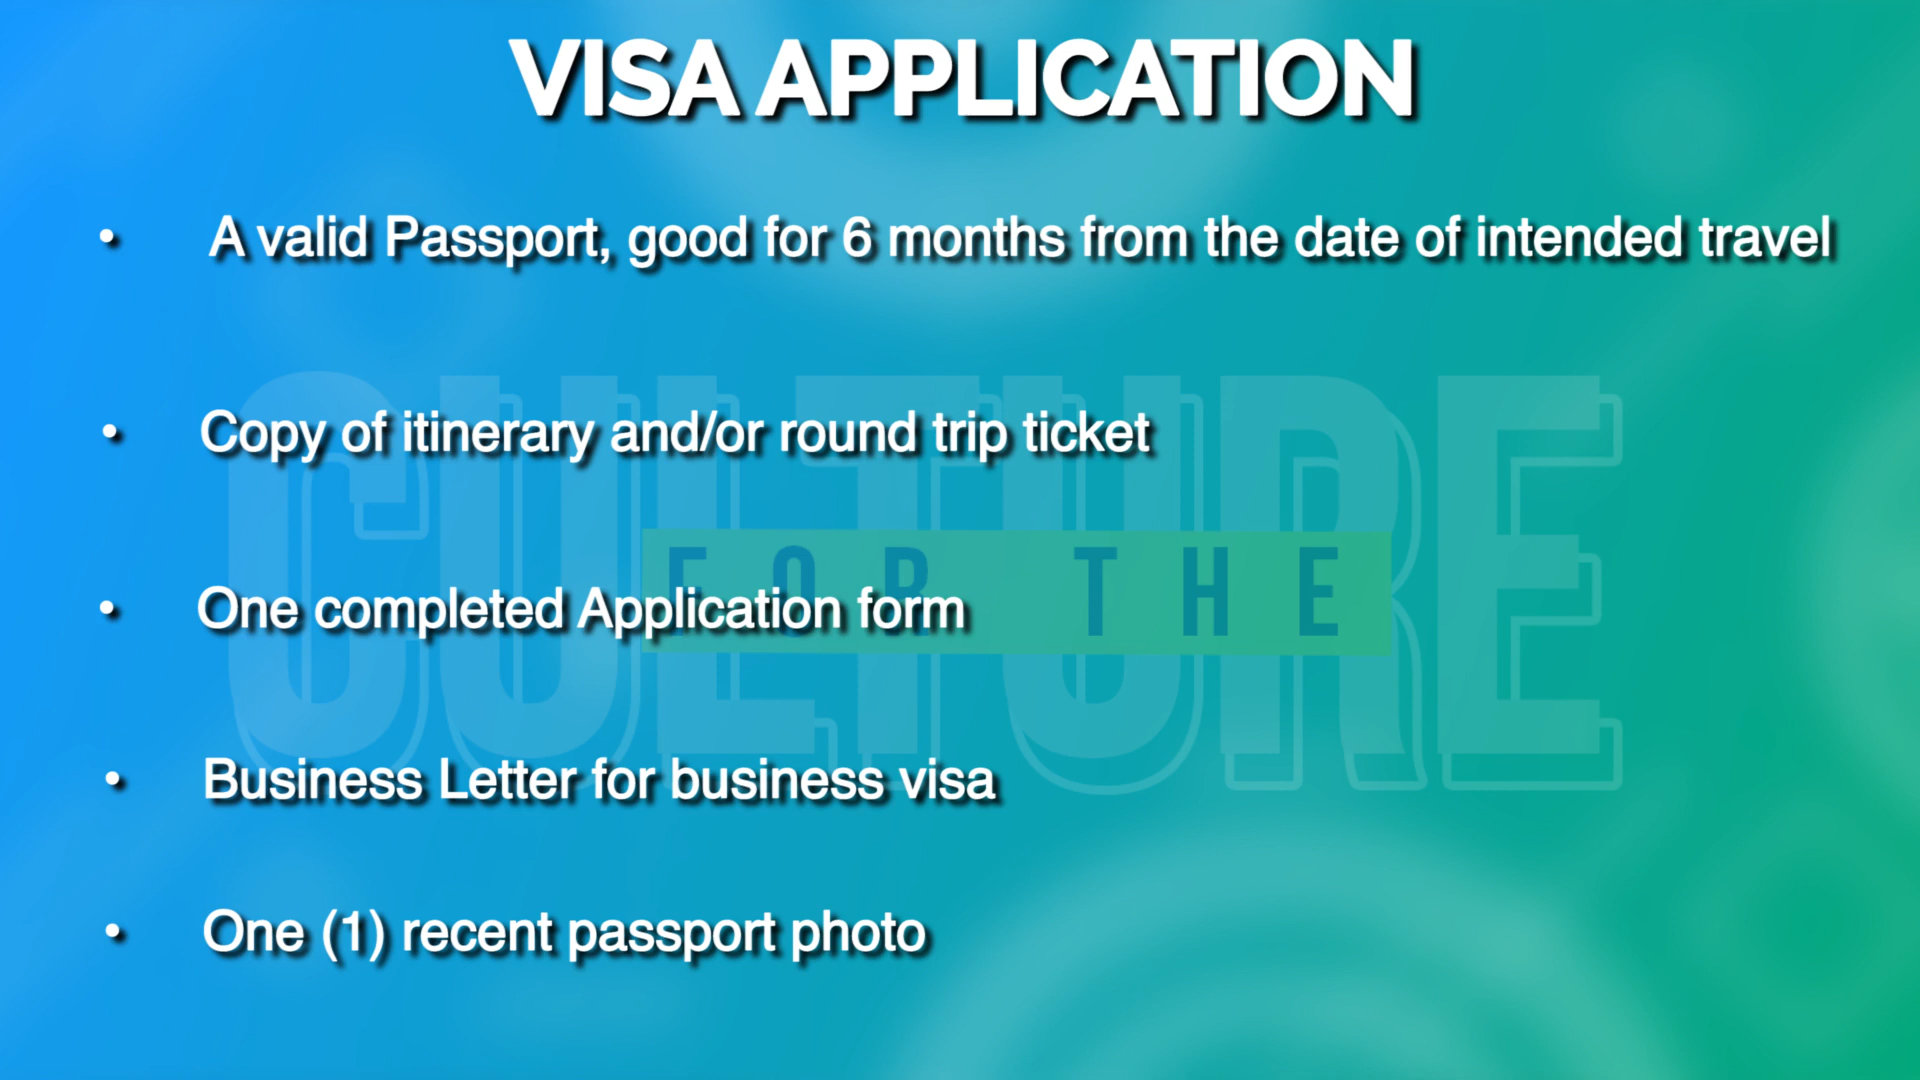 VISA APPLICATION
• A valid Passport, good for 6 months from the date of intended travel
• Copy of itinerary and/or round trip ticket
CULTURE
FOR THE
• One completed Application form
• Business Letter for business visa
• One (1) recent passport photo